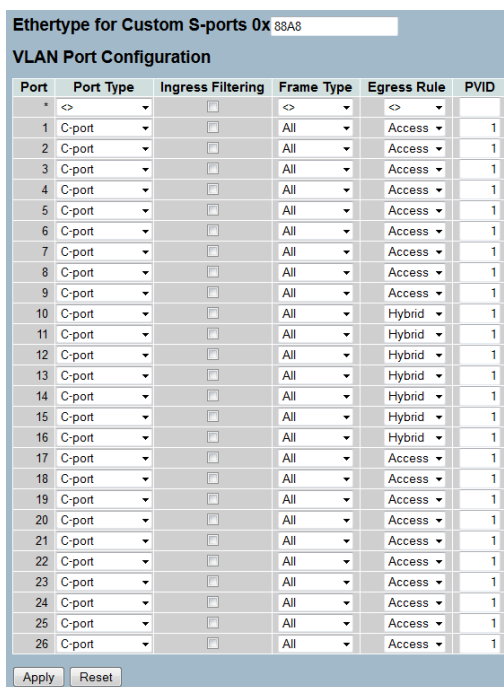 Ethertype for Custom S-ports 0x 88A8
VLAN Port Configuration
Port Port Type Ingress Filtering Frame Type Egress Rule PVID
* <> <> <>
1 C-port All Access 1
2 C-port All Access 1
3 C-port All Access 1
4 C-port All Access 1
5 C-port All Access 1
6 C-port All Access 1
7 C-port All Access 1
8 C-port All Access 1
9 C-port All Access 1
10 C-port All Hybrid 1
11 C-port All Hybrid 1
12 C-port All Hybrid 1
13 C-port All Hybrid 1
14 C-port All Hybrid 1
15 C-port All Hybrid 1
16 C-port All Hybrid 1
17 C-port All Access 1
18 C-port All Access 1
19 C-port All Access 1
20 C-port All Access 1
21 C-port All Access 1
22 C-port All Access 1
23 C-port All Access 1
24 C-port All Access 1
25 C-port All Access 1
26 C-port All Access 1
Apply Reset